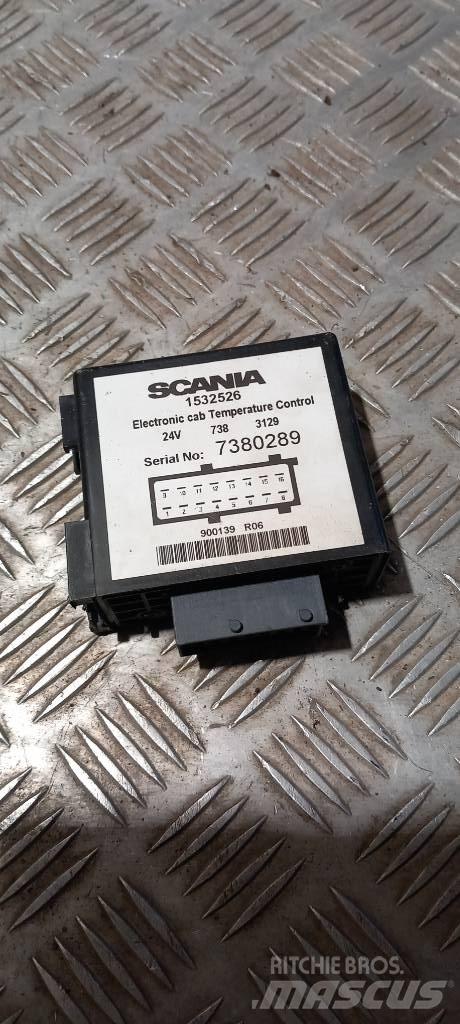 SCANIA
1532526
Electronic cab Temperature Control
24V 738 3129
Serial No: 7380289
9 10 11 12 13 14 15 16
1 2 3 4 5 6 7 8
900139 R06
RITCHIE BROS.
MASCUS